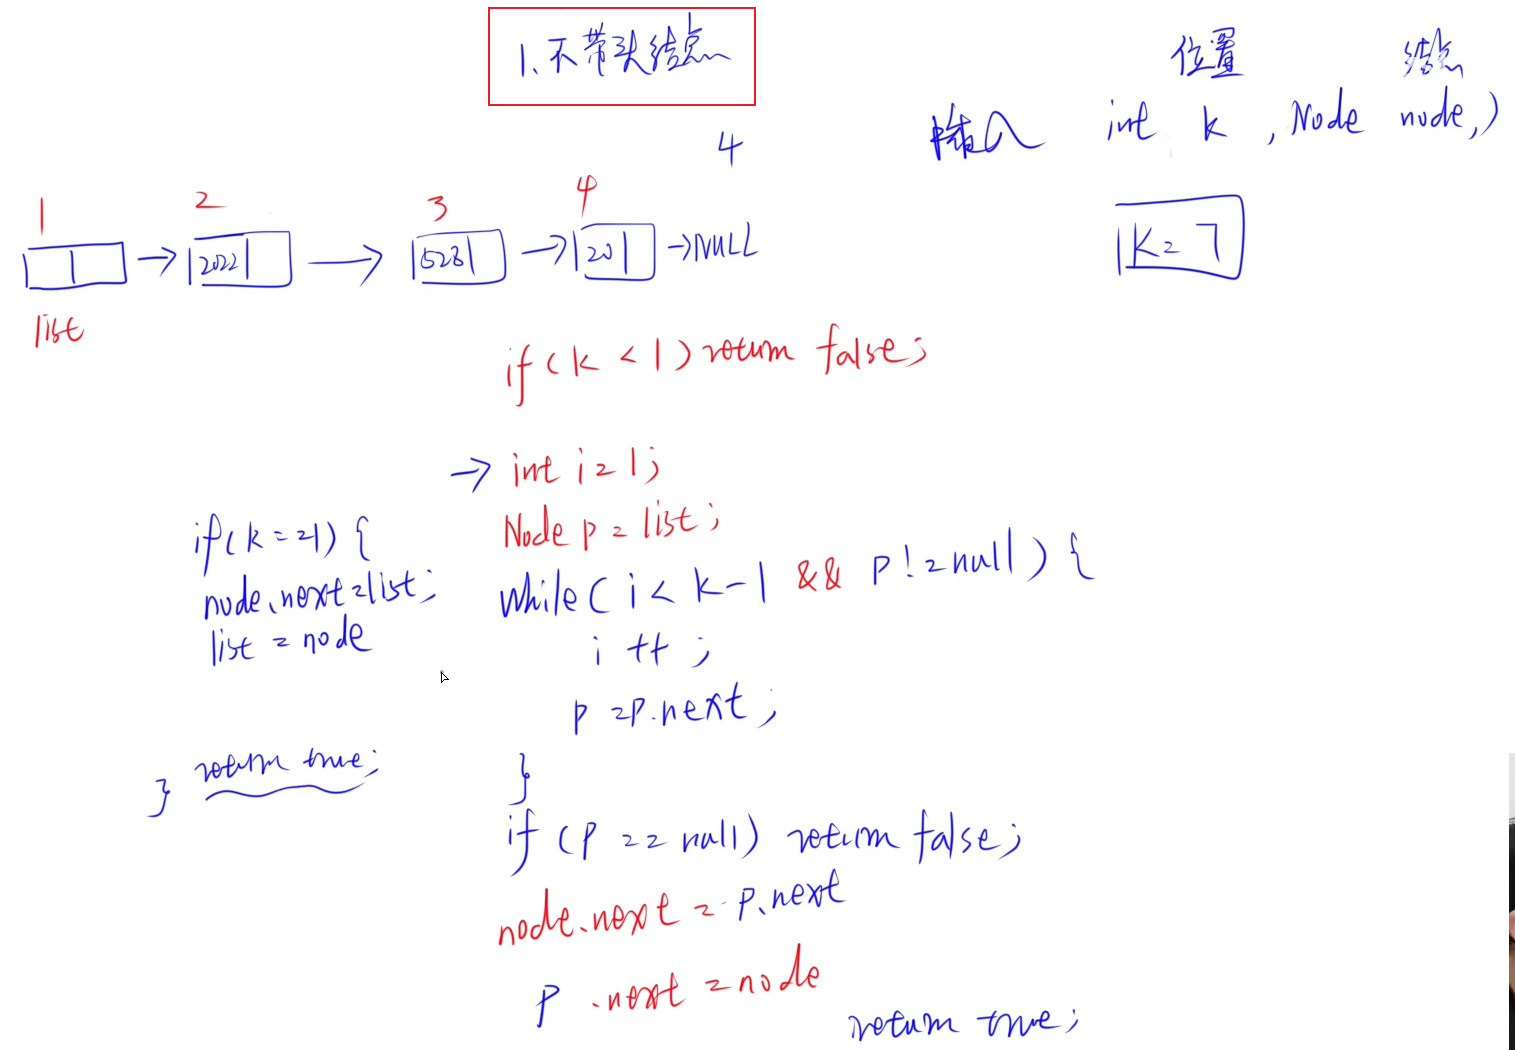 1、不带头结点
位置 结点
插入 int k , Node node,)
4
1 2 3 4
2022 → 528 → 20 → NULL
list
K = 7
if ( k < 1 ) return false;
→ int i = 1;
Node p = list;
while ( i < k-1 && p != null ) {
i ++ ;
p = p.next ;
}
if (p == null) return false;
node.next = p.next
p .next = node
return true;
if( k == 1) {
node.next = list;
list = node
return true;
}